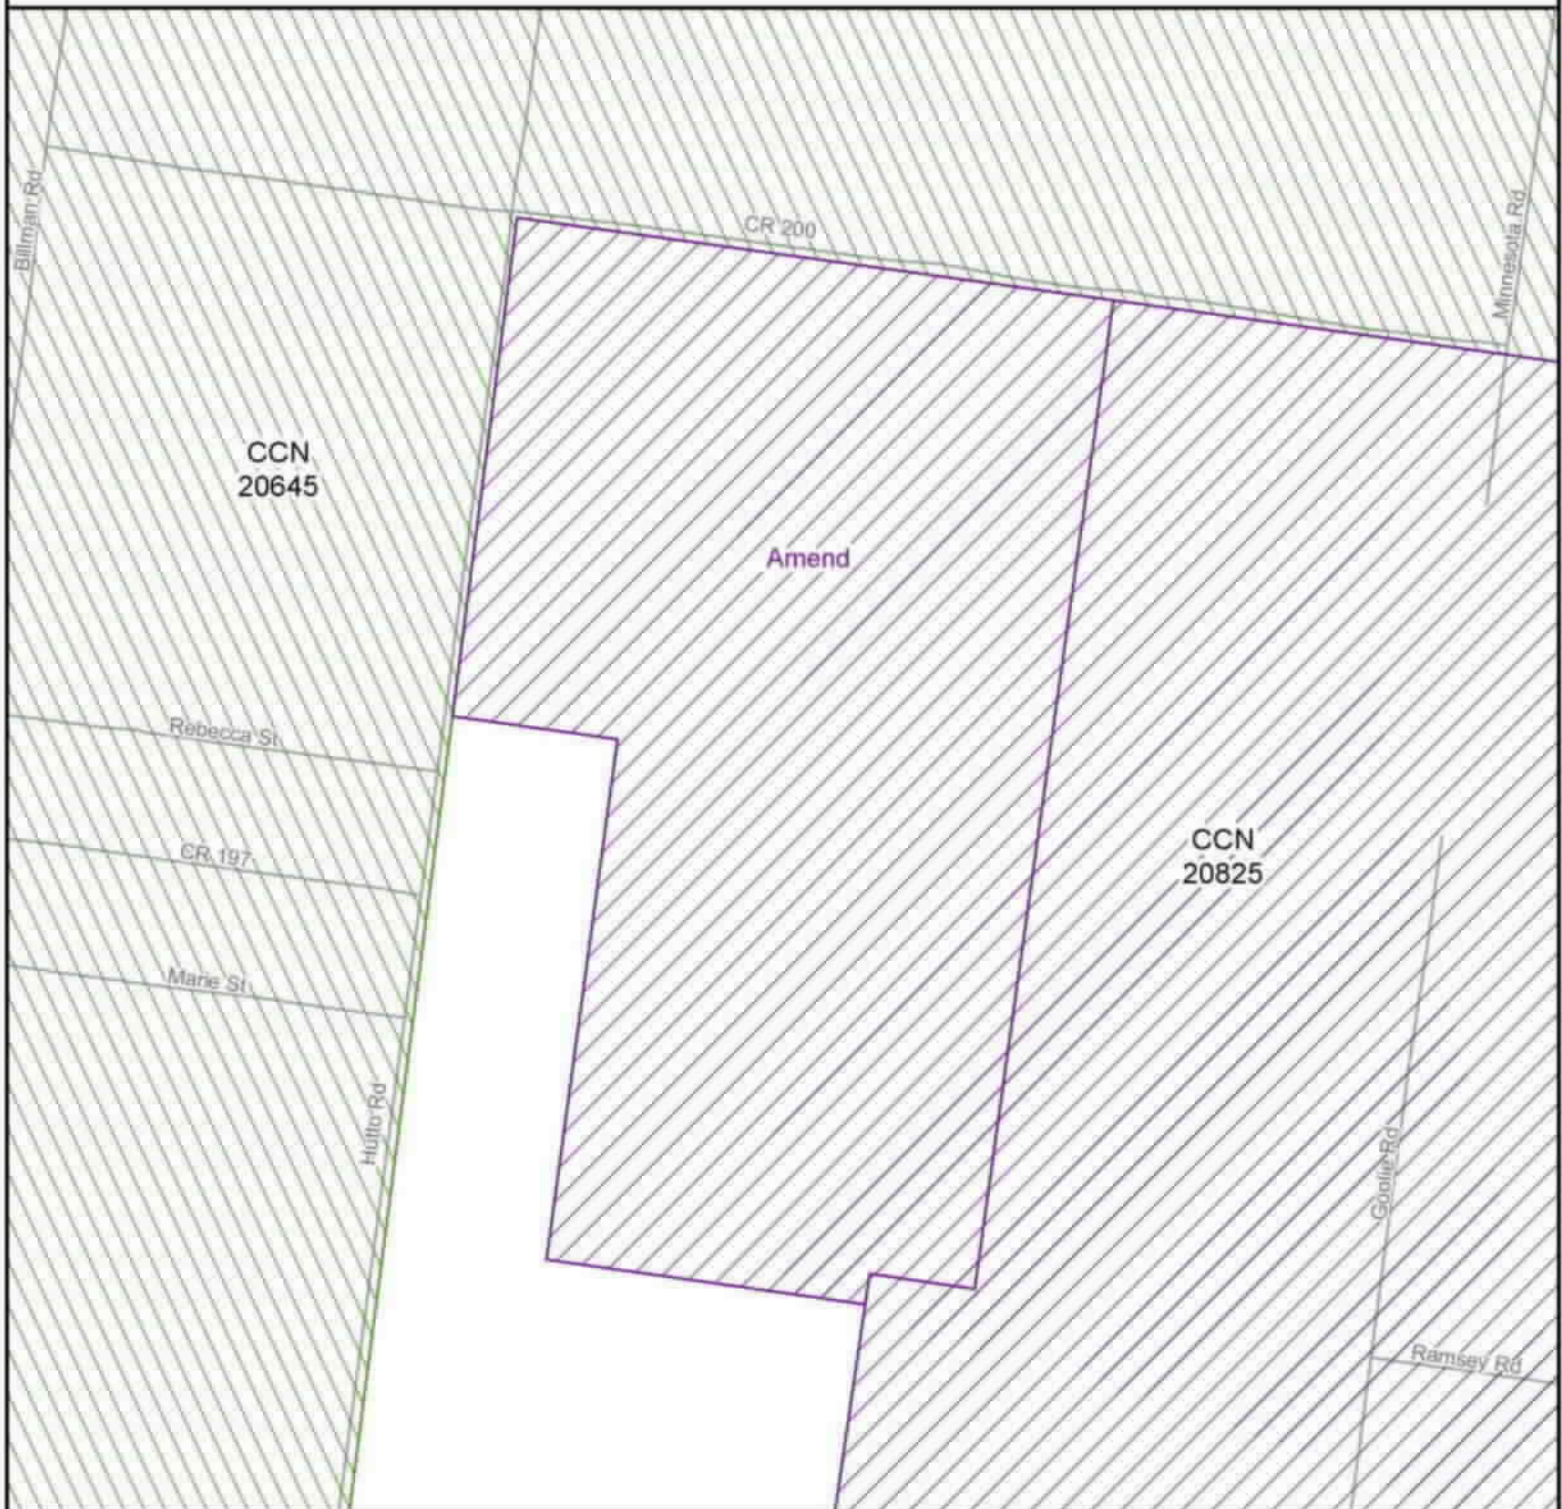 Billman Rd
CR 200
Minnesota Rd
CCN
20645
Amend
Rebecca St
CR 197
CCN
20825
Marie St
Hutto Rd
Goolie Rd
Ramsey Rd